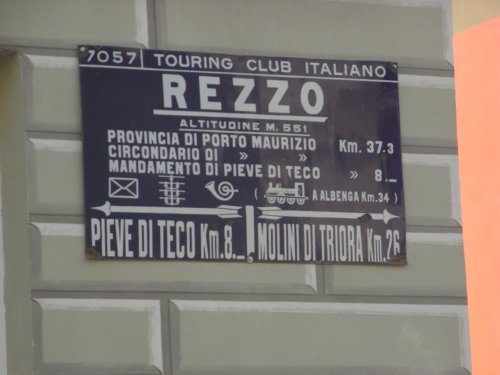 7057 TOURING CLUB ITALIANO
REZZO
ALTITUDINE M. 551
PROVINCIA DI PORTO MAURIZIO Km. 37.3
CIRCONDARIO DI » » »
MANDAMENTO DI PIEVE DI TECO » 8._
( A ALBENGA Km. 34 )
PIEVE DI TECO Km. 8._ MOLINI DI TRIORA Km. 26